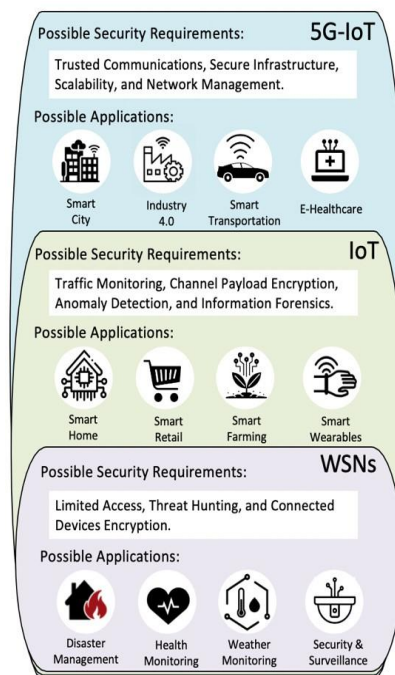 Possible Security Requirements: 5G-IoT
Trusted Communications, Secure Infrastructure,
Scalability, and Network Management.
Possible Applications:
Smart City
Industry 4.0
Smart Transportation
E-Healthcare
Possible Security Requirements: IoT
Traffic Monitoring, Channel Payload Encryption,
Anomaly Detection, and Information Forensics.
Possible Applications:
Smart Home
Smart Retail
Smart Farming
Smart Wearables
Possible Security Requirements: WSNs
Limited Access, Threat Hunting, and Connected
Devices Encryption.
Possible Applications:
Disaster Management
Health Monitoring
Weather Monitoring
Security & Surveillance